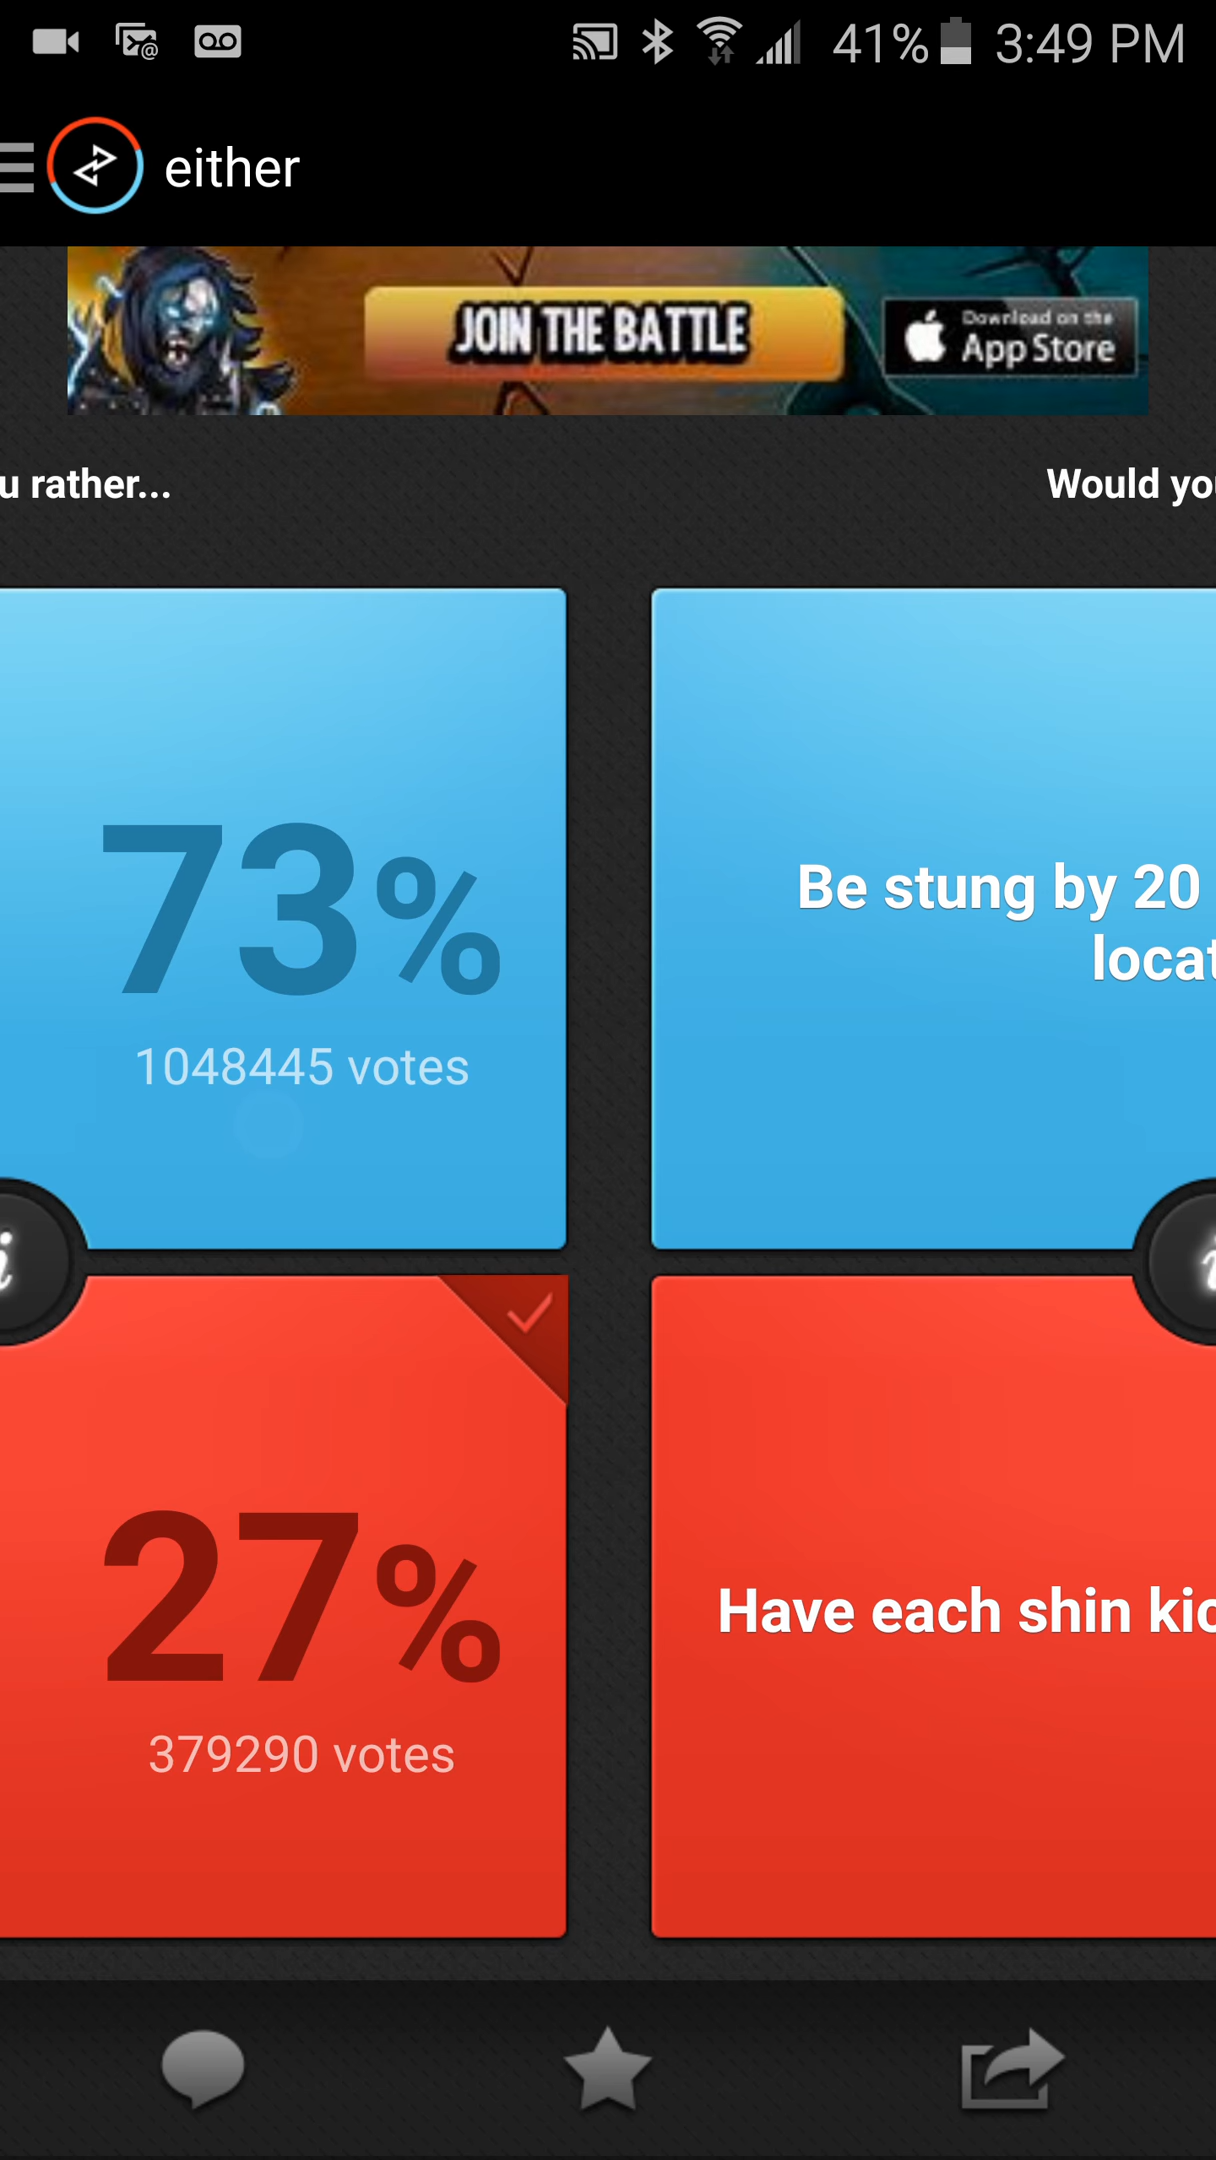 41% 3:49 PM
either
JOIN THE BATTLE
Download on the
App Store
u rather...
Would you
73%
1048445 votes
Be stung by 20
locat
i
i
27%
379290 votes
Have each shin kic